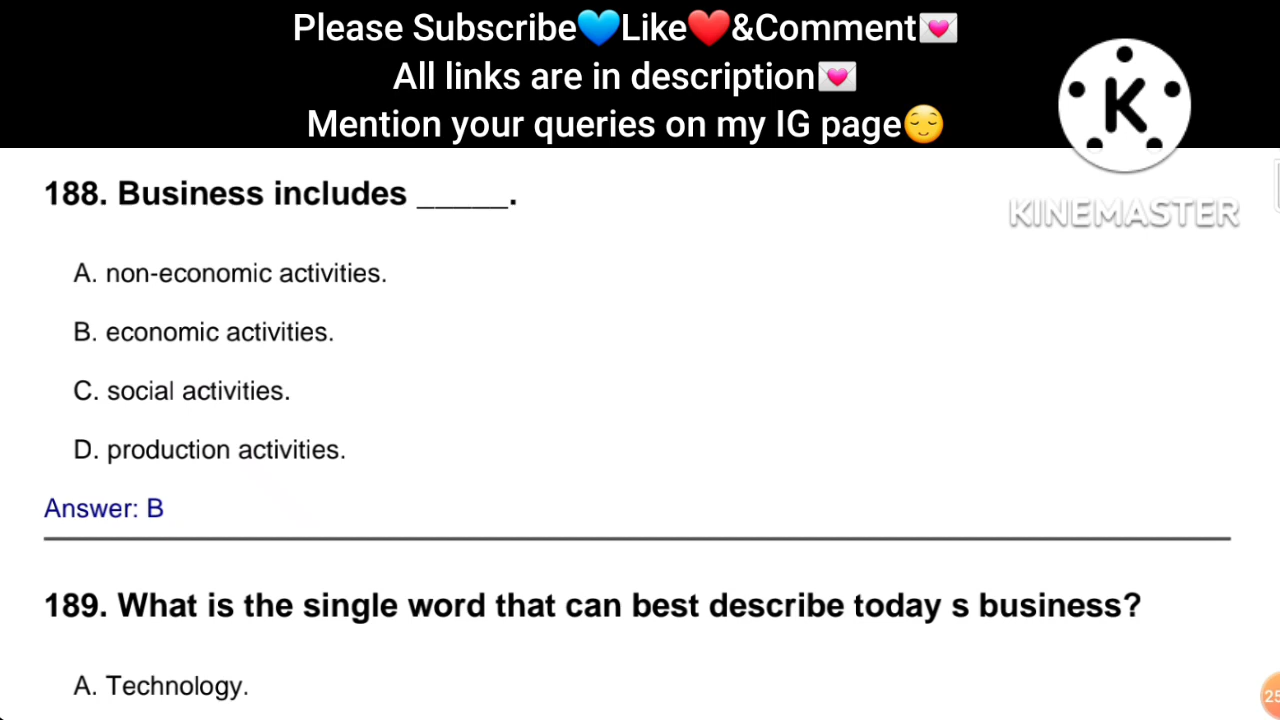 Please Subscribe💙Like❤️&Comment💌
All links are in description💌
Mention your queries on my IG page😌
K
KINEMASTER
188. Business includes _____.
A. non-economic activities.
B. economic activities.
C. social activities.
D. production activities.
Answer: B
189. What is the single word that can best describe today s business?
A. Technology.
25